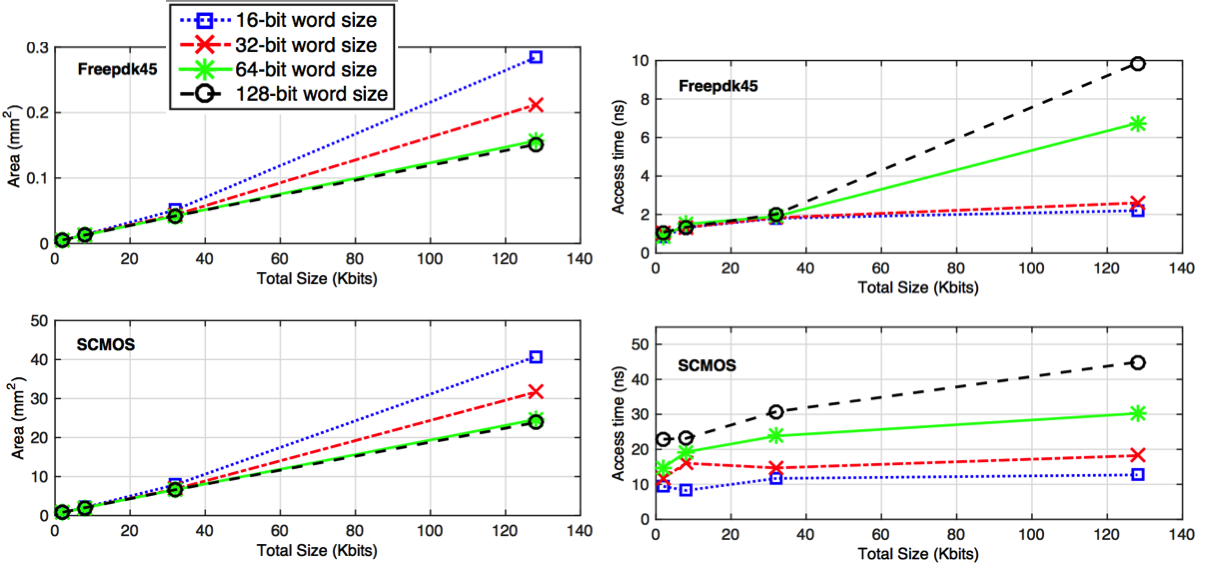 16-bit word size
32-bit word size
64-bit word size
128-bit word size
Freepdk45
Area (mm2)
0.3
0.2
0.1
0
0 20 40 60 80 100 120 140
Total Size (Kbits)
Freepdk45
Access time (ns)
10
8
6
4
2
0
0 20 40 60 80 100 120 140
Total Size (Kbits)
SCMOS
Area (mm2)
50
40
30
20
10
0
0 20 40 60 80 100 120 140
Total Size (Kbits)
SCMOS
Access time (ns)
50
40
30
20
10
0
0 20 40 60 80 100 120 140
Total Size (Kbits)